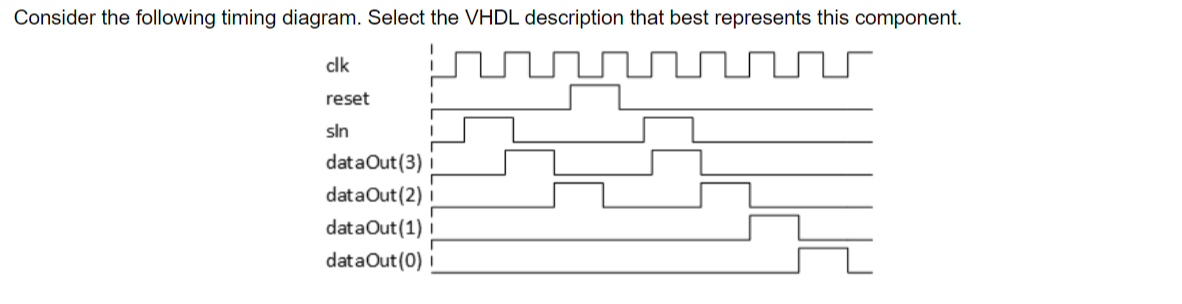 Consider the following timing diagram. Select the VHDL description that best represents this component.
clk
reset
sIn
dataOut(3)
dataOut(2)
dataOut(1)
dataOut(0)